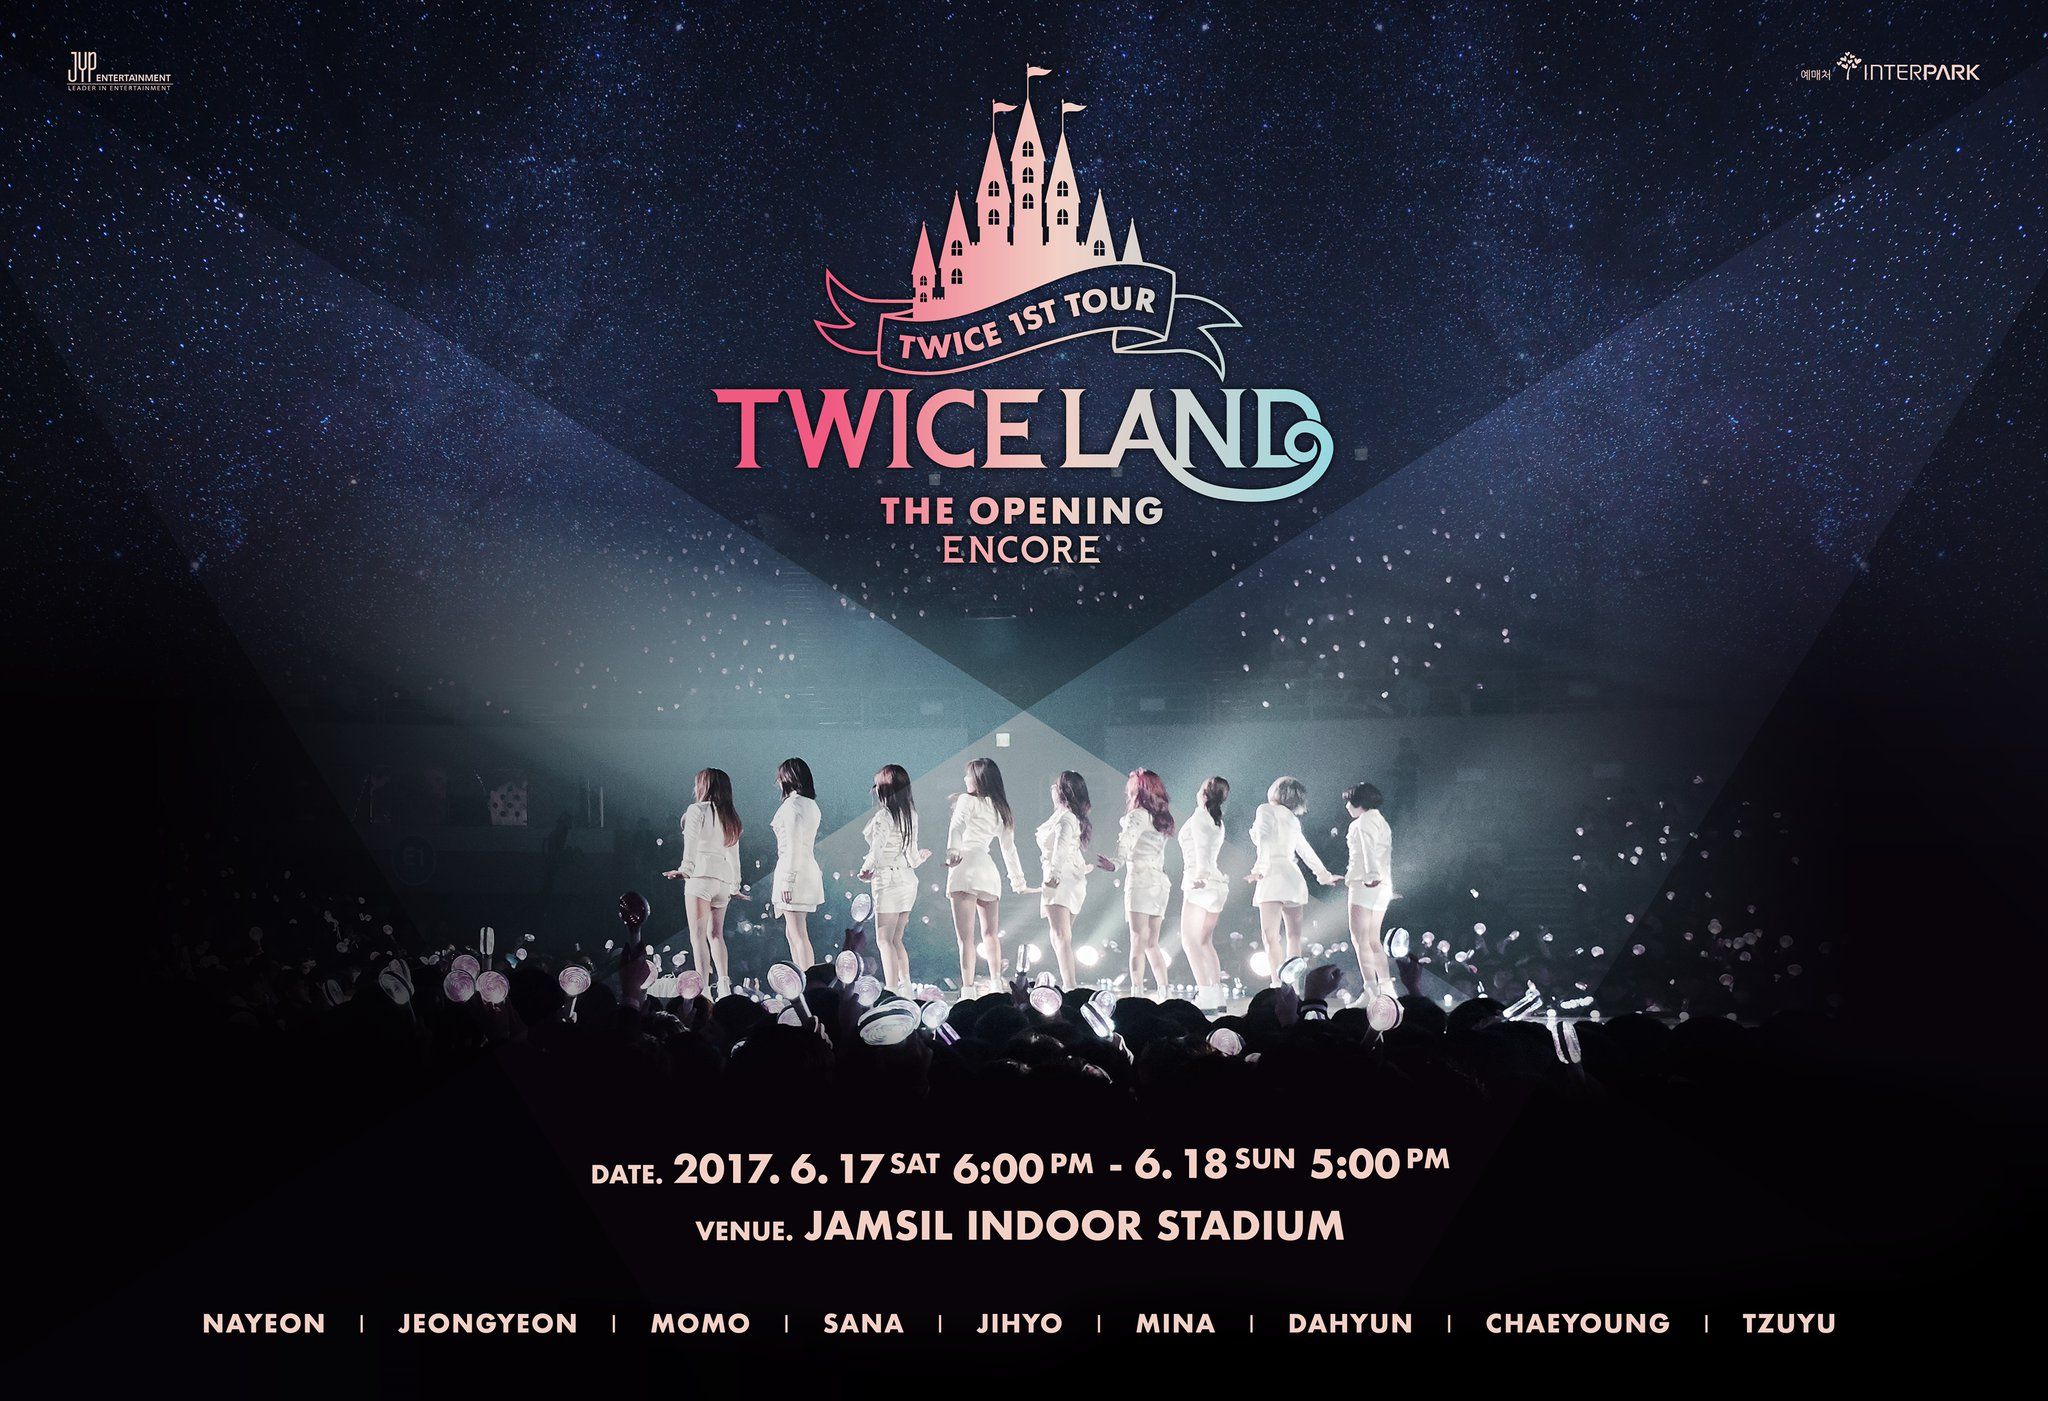 JYP ENTERTAINMENT
LEADER IN ENTERTAINMENT
예매처 INTERPARK
TWICE 1ST TOUR
TWICELAND
THE OPENING
ENCORE
E1
DATE. 2017. 6. 17 SAT 6:00 PM - 6. 18 SUN 5:00 PM
VENUE. JAMSIL INDOOR STADIUM
NAYEON | JEONGYEON | MOMO | SANA | JIHYO | MINA | DAHYUN | CHAEYOUNG | TZUYU